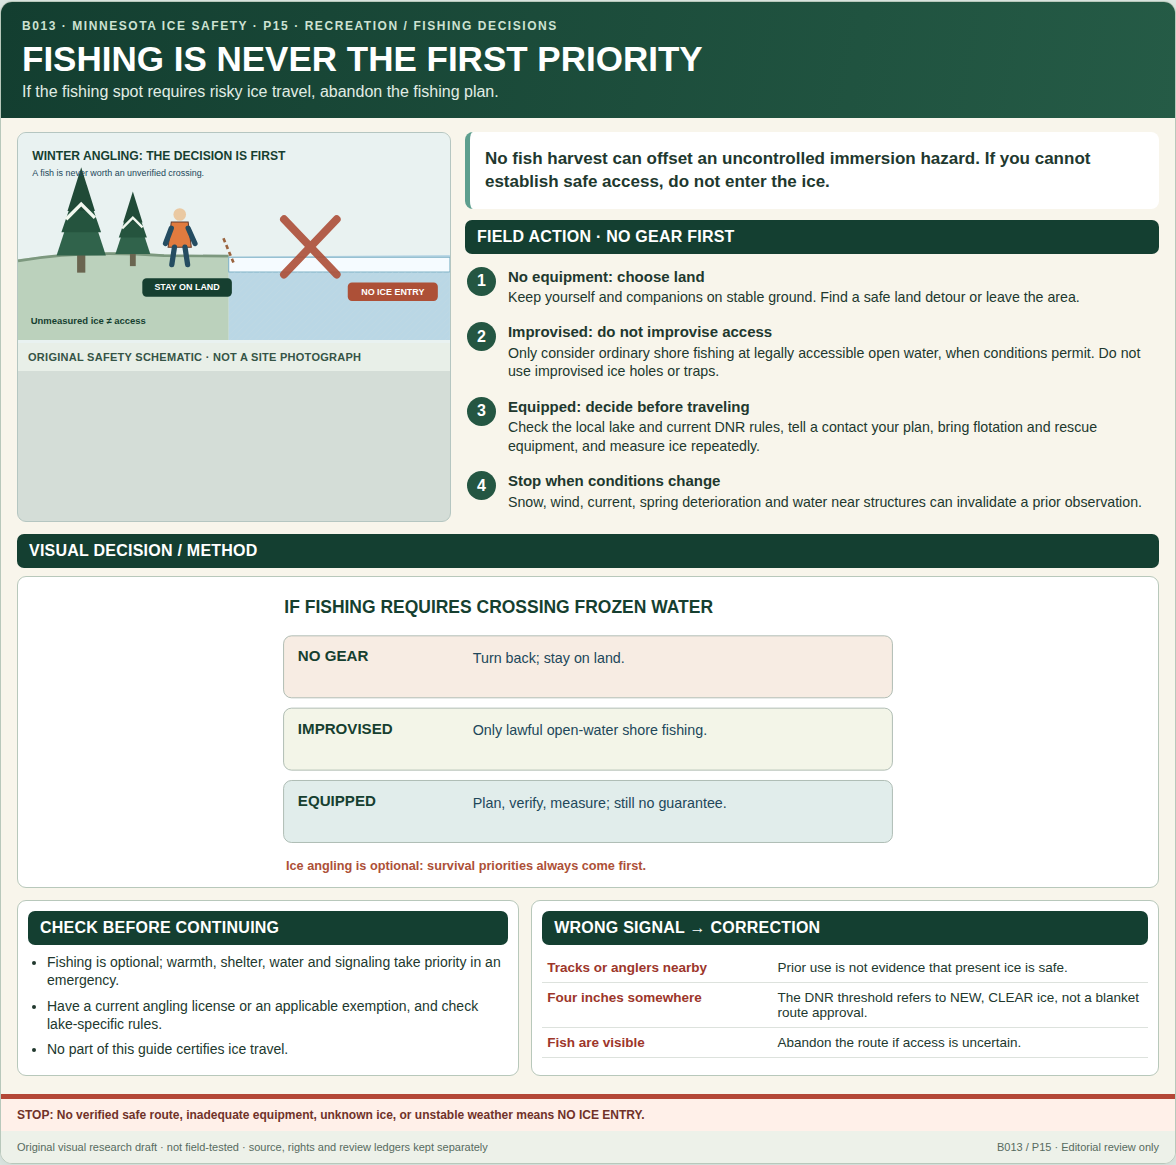 B013 · MINNESOTA ICE SAFETY · P15 · RECREATION / FISHING DECISIONS
FISHING IS NEVER THE FIRST PRIORITY
If the fishing spot requires risky ice travel, abandon the fishing plan.
WINTER ANGLING: THE DECISION IS FIRST
A fish is never worth an unverified crossing.
STAY ON LAND
NO ICE ENTRY
Unmeasured ice ≠ access
ORIGINAL SAFETY SCHEMATIC · NOT A SITE PHOTOGRAPH
No fish harvest can offset an uncontrolled immersion hazard. If you cannot
establish safe access, do not enter the ice.
FIELD ACTION · NO GEAR FIRST
1
No equipment: choose land
Keep yourself and companions on stable ground. Find a safe land detour or leave the area.
2
Improvised: do not improvise access
Only consider ordinary shore fishing at legally accessible open water, when conditions permit. Do not
use improvised ice holes or traps.
3
Equipped: decide before traveling
Check the local lake and current DNR rules, tell a contact your plan, bring flotation and rescue
equipment, and measure ice repeatedly.
4
Stop when conditions change
Snow, wind, current, spring deterioration and water near structures can invalidate a prior observation.
VISUAL DECISION / METHOD
IF FISHING REQUIRES CROSSING FROZEN WATER
NO GEAR Turn back; stay on land.
IMPROVISED Only lawful open-water shore fishing.
EQUIPPED Plan, verify, measure; still no guarantee.
Ice angling is optional: survival priorities always come first.
CHECK BEFORE CONTINUING
• Fishing is optional; warmth, shelter, water and signaling take priority in an
emergency.
• Have a current angling license or an applicable exemption, and check
lake-specific rules.
• No part of this guide certifies ice travel.
WRONG SIGNAL → CORRECTION
Tracks or anglers nearby Prior use is not evidence that present ice is safe.
Four inches somewhere The DNR threshold refers to NEW, CLEAR ice, not a blanket
route approval.
Fish are visible Abandon the route if access is uncertain.
STOP: No verified safe route, inadequate equipment, unknown ice, or unstable weather means NO ICE ENTRY.
Original visual research draft · not field-tested · source, rights and review ledgers kept separately
B013 / P15 · Editorial review only